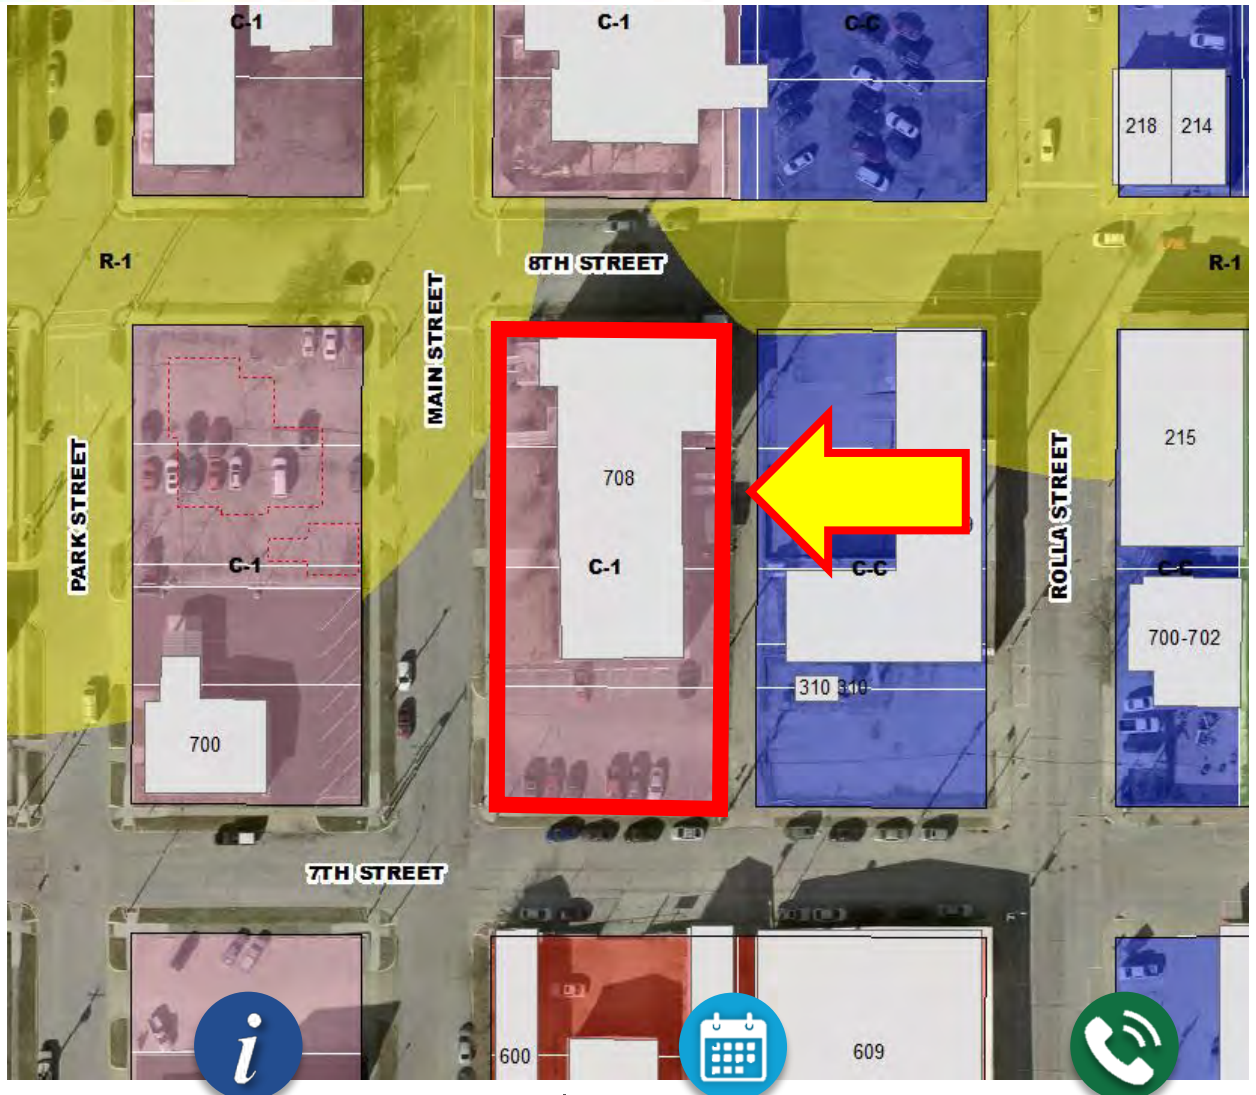 C-1
C-1
C-C
218
214
R-1
8TH STREET
R-1
MAIN STREET
PARK STREET
708
215
ROLLA STREET
C-1
C-1
C-C
C-C
9
700-702
310
310
700
7TH STREET
600
609
i